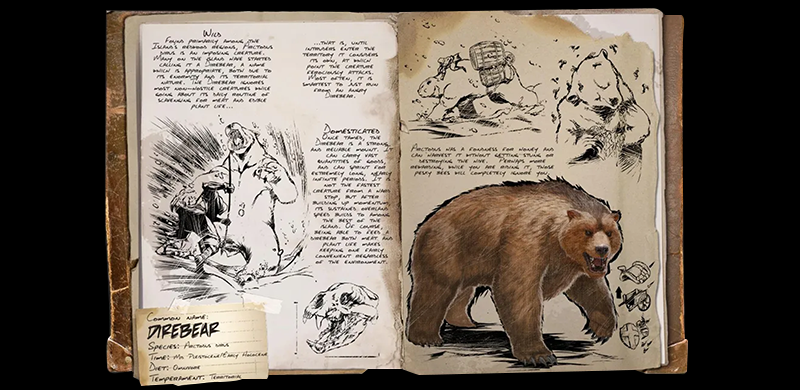 Wild
Found primarily among the
Island's redwood regions, Arctodus
dirus is an imposing creature.
Many on the island have started
calling it a Direbear, a name
which is appropriate, both due to
its enormity and its territorial
nature. The Direbear ignores
most non-hostile creatures while
going about its daily routine of
scavenging for meat and edible
plant life...
...That is, until
intruders enter the
territory it considers
its own, at which
point the creature
ferociously attacks.
Most often, it is
smartest to just run
from an angry
Direbear.
Domesticated
Once tamed, the
Direbear is a strong
and reliable mount. It
can carry vast
quantities of goods,
and can sprint for
extremely long, nearly
infinite periods. It is
not the fastest
creature from a hard
stop, but after
building up momentum,
its sustained overland
speed builds to among
the best of the
Island. Of course,
being able to feed a
Direbear both meat and
plant life makes
keeping one fairly
convenient regardless
of the environment.
Common Name:
Direbear
Species: Arctodus dirus
Time: Mid Pleistocene/Early Holocene
Diet: Omnivore
Temperament: Territorial
Arctodus has a fondness for honey and
can harvest it without getting stung or
destroying the hive. Perhaps more
rewarding, while you are riding it, those
pesky bees will completely ignore you.